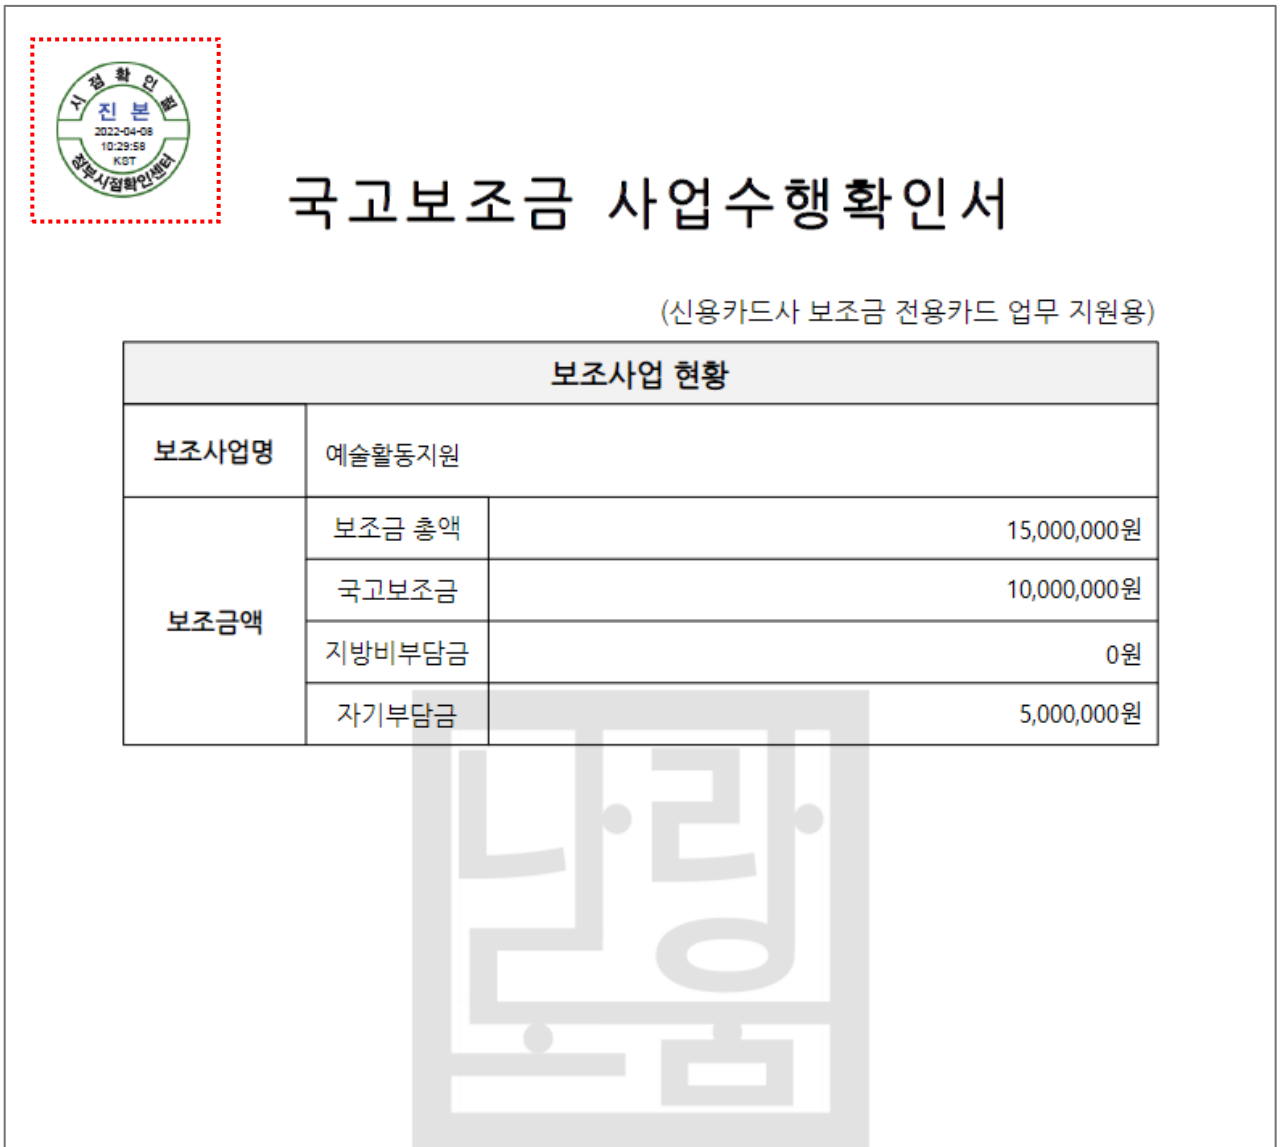 시점확인필
진 본
2022-04-08
10:29:58
KST
정부시점확인센터
국고보조금 사업수행확인서
(신용카드사 보조금 전용카드 업무 지원용)
보조사업 현황
보조사업명 예술활동지원
보조금액
보조금 총액 15,000,000원
국고보조금 10,000,000원
지방비부담금 0원
자기부담금 5,000,000원
나라
도움